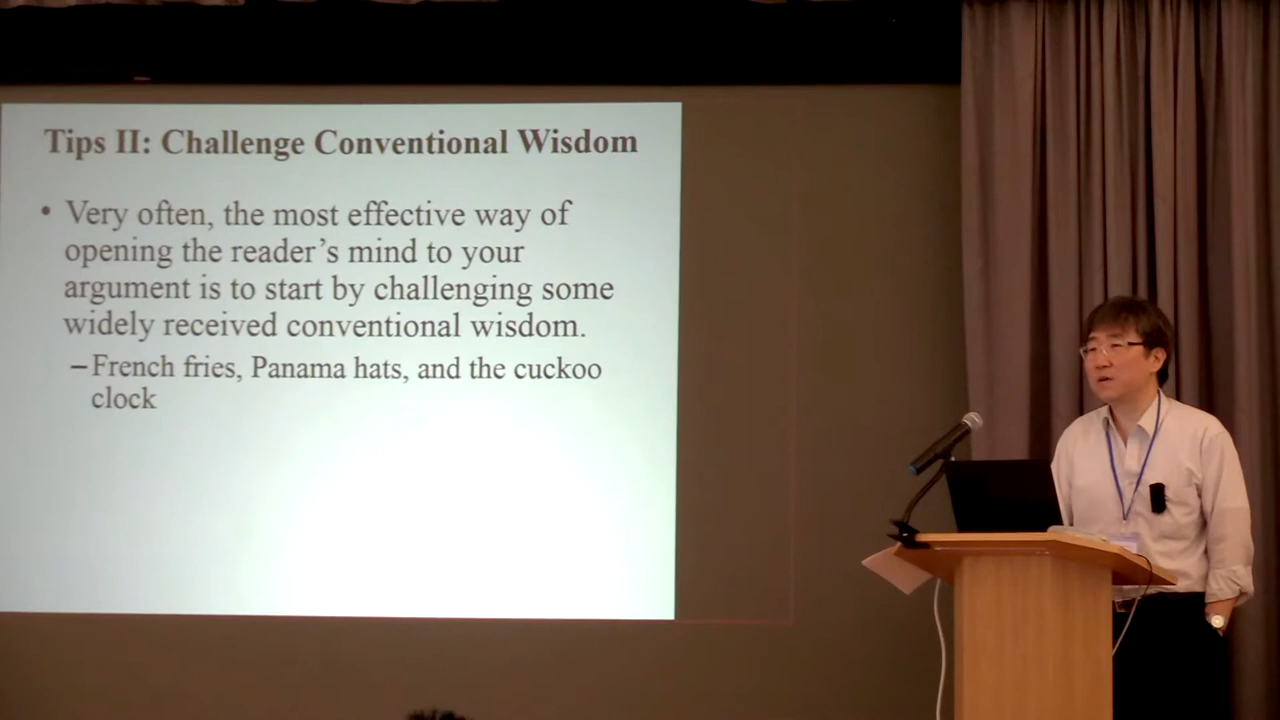 Tips II: Challenge Conventional Wisdom
• Very often, the most effective way of
opening the reader’s mind to your
argument is to start by challenging some
widely received conventional wisdom.
–French fries, Panama hats, and the cuckoo
clock